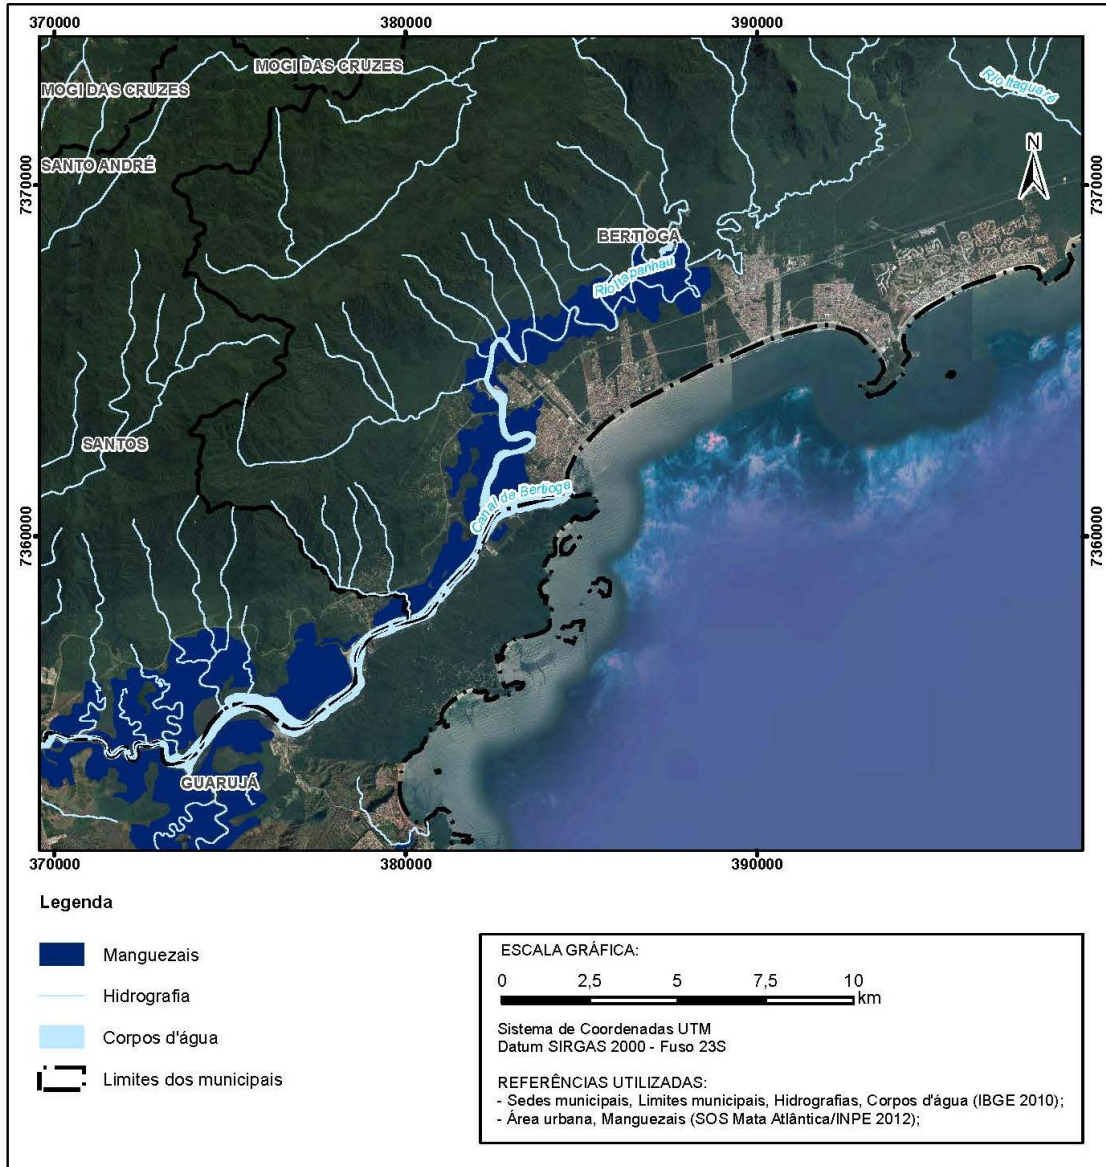 370000 380000 390000
MOGI DAS CRUZES
MOGI DAS CRUZES
Rio Itaguaré
SANTO ANDRÉ
N
7370000
7370000
BERTIOGA
Rio Itapanhau
SANTOS
Canal de Bertioga
7360000
7360000
GUARUJÁ
370000 380000 390000
Legenda
Manguezais
Hidrografia
Corpos d'água
Limites dos municipais
ESCALA GRÁFICA:
0 2,5 5 7,5 10
km
Sistema de Coordenadas UTM
Datum SIRGAS 2000 - Fuso 23S
REFERÊNCIAS UTILIZADAS:
- Sedes municipais, Limites municipais, Hidrografias, Corpos d'água (IBGE 2010);
- Área urbana, Manguezais (SOS Mata Atlântica/INPE 2012);